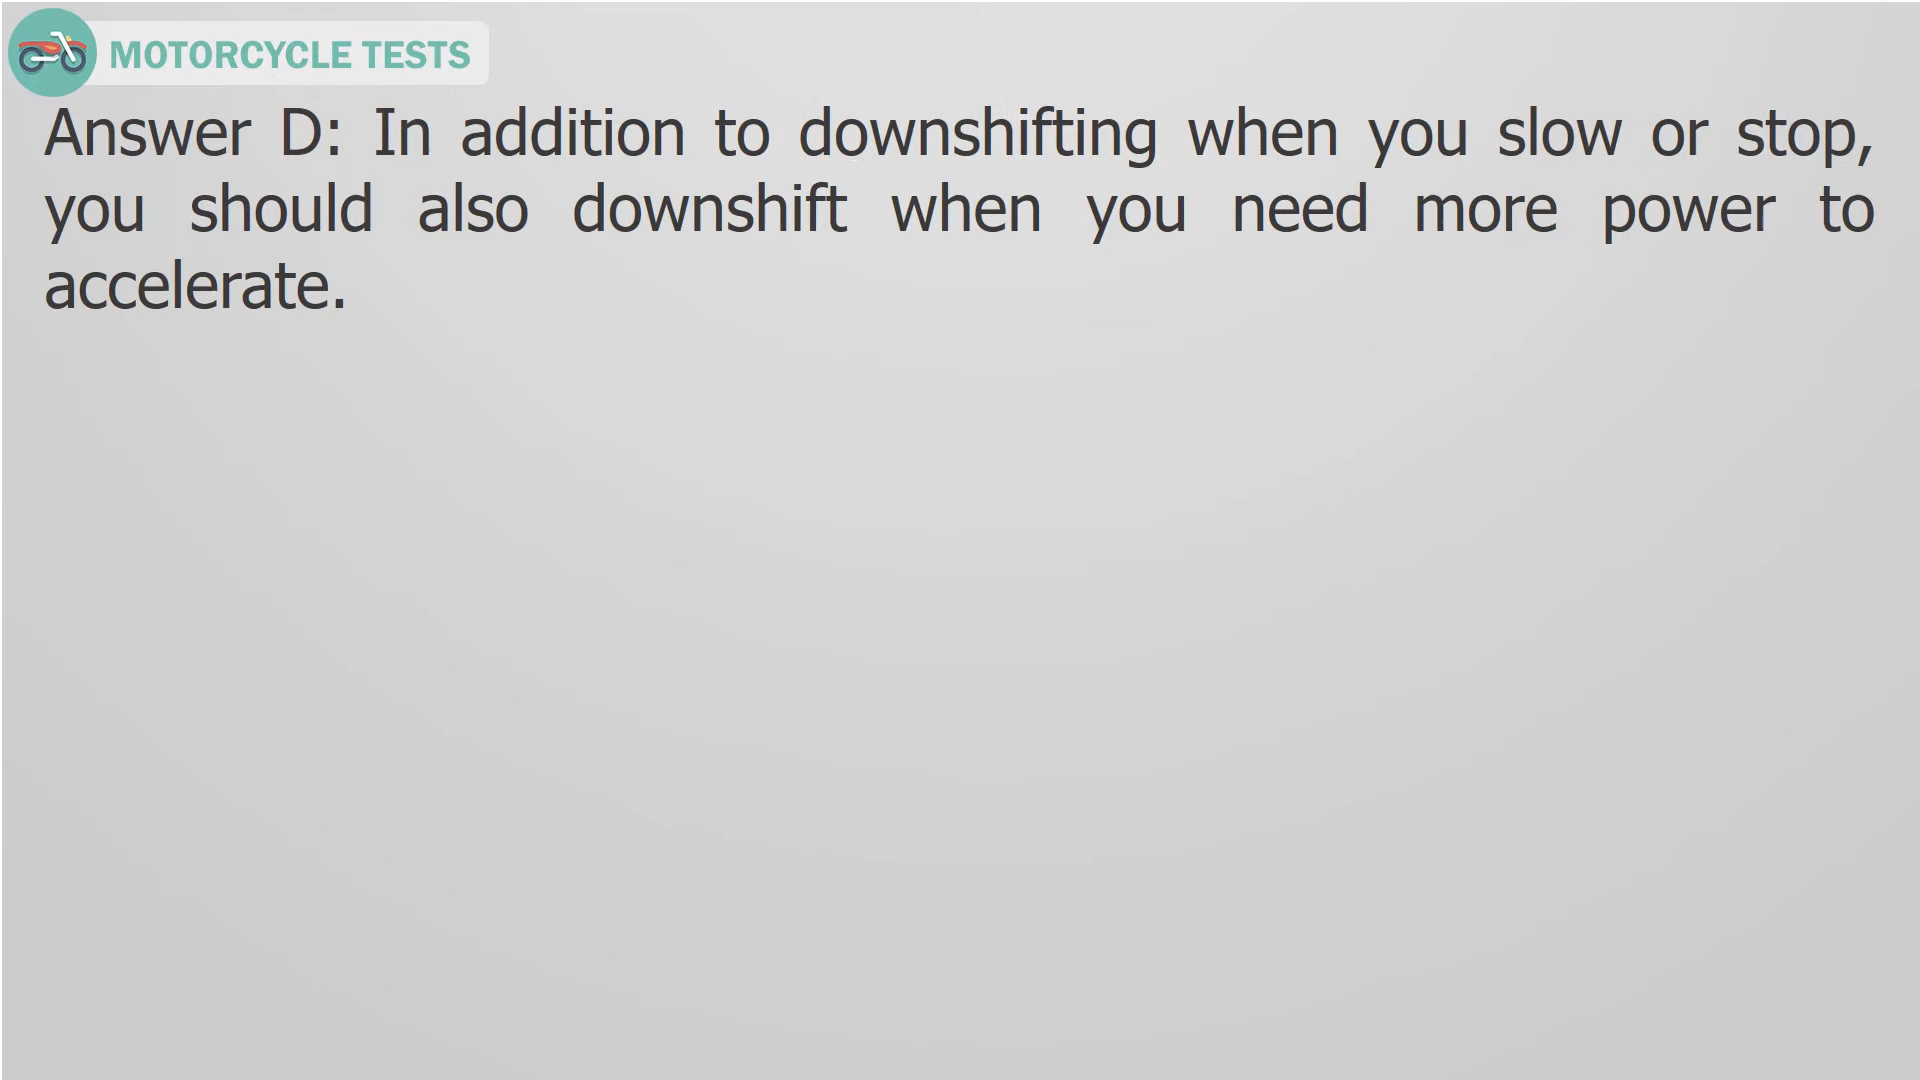 MOTORCYCLE TESTS
Answer D: In addition to downshifting when you slow or stop,
you should also downshift when you need more power to
accelerate.